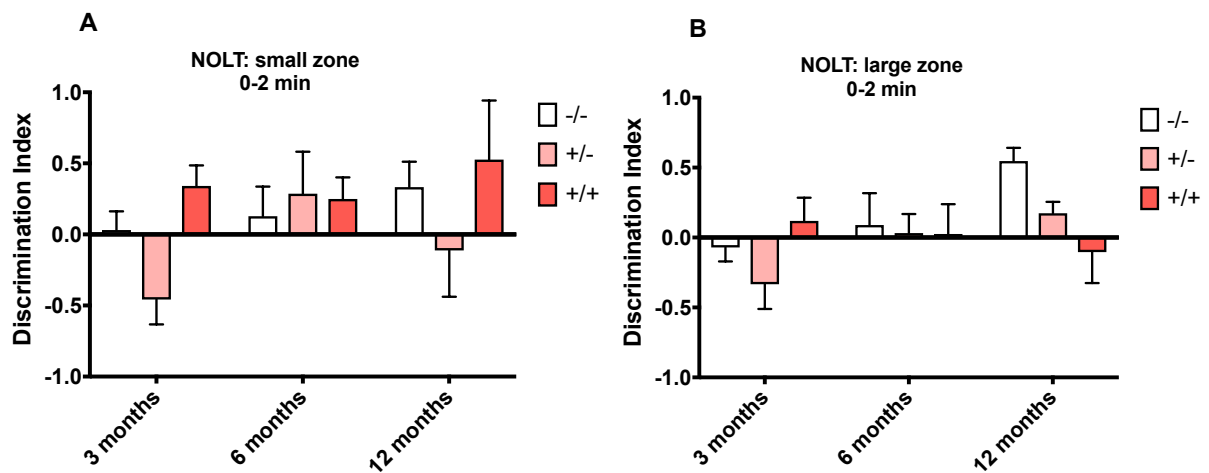 A
NOLT: small zone
0-2 min
Discrimination Index
1.0
0.5
0.0
-0.5
-1.0
3 months
6 months
12 months
-/-
+/-
+/+
B
NOLT: large zone
0-2 min
Discrimination Index
1.0
0.5
0.0
-0.5
-1.0
3 months
6 months
12 months
-/-
+/-
+/+